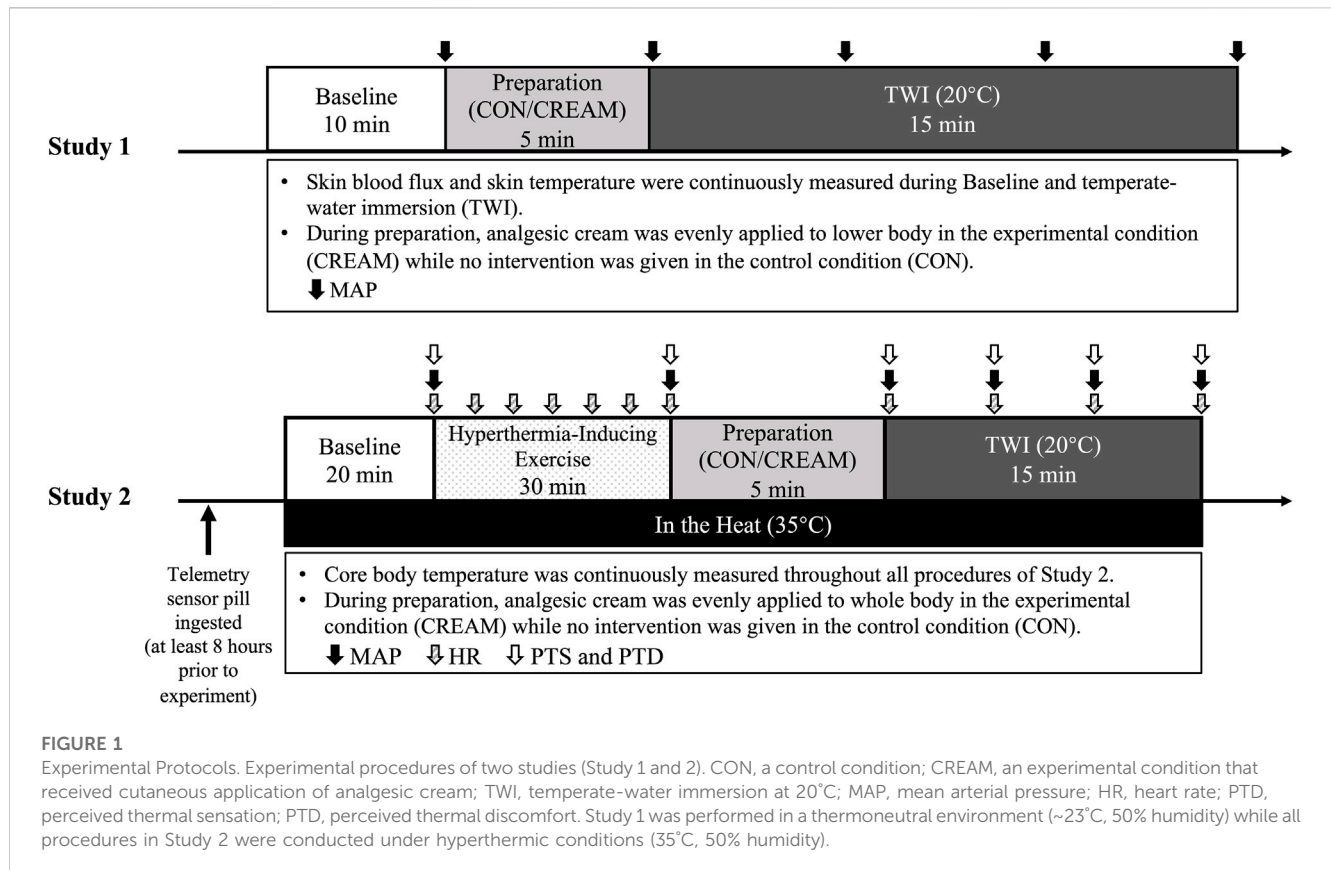 Baseline
10 min
Preparation
(CON/CREAM)
5 min
TWI (20°C)
15 min
Study 1
• Skin blood flux and skin temperature were continuously measured during Baseline and temperate-
water immersion (TWI).
• During preparation, analgesic cream was evenly applied to lower body in the experimental condition
(CREAM) while no intervention was given in the control condition (CON).
MAP
Baseline
20 min
Hyperthermia-Inducing
Exercise
30 min
Preparation
(CON/CREAM)
5 min
TWI (20°C)
15 min
Study 2
In the Heat (35°C)
Telemetry
sensor pill
ingested
(at least 8 hours
prior to
experiment)
• Core body temperature was continuously measured throughout all procedures of Study 2.
• During preparation, analgesic cream was evenly applied to whole body in the experimental
condition (CREAM) while no intervention was given in the control condition (CON).
MAP HR PTS and PTD
FIGURE 1
Experimental Protocols. Experimental procedures of two studies (Study 1 and 2). CON, a control condition; CREAM, an experimental condition that
received cutaneous application of analgesic cream; TWI, temperate-water immersion at 20˚C; MAP, mean arterial pressure; HR, heart rate; PTD,
perceived thermal sensation; PTD, perceived thermal discomfort. Study 1 was performed in a thermoneutral environment (~23˚C, 50% humidity) while all
procedures in Study 2 were conducted under hyperthermic conditions (35˚C, 50% humidity).